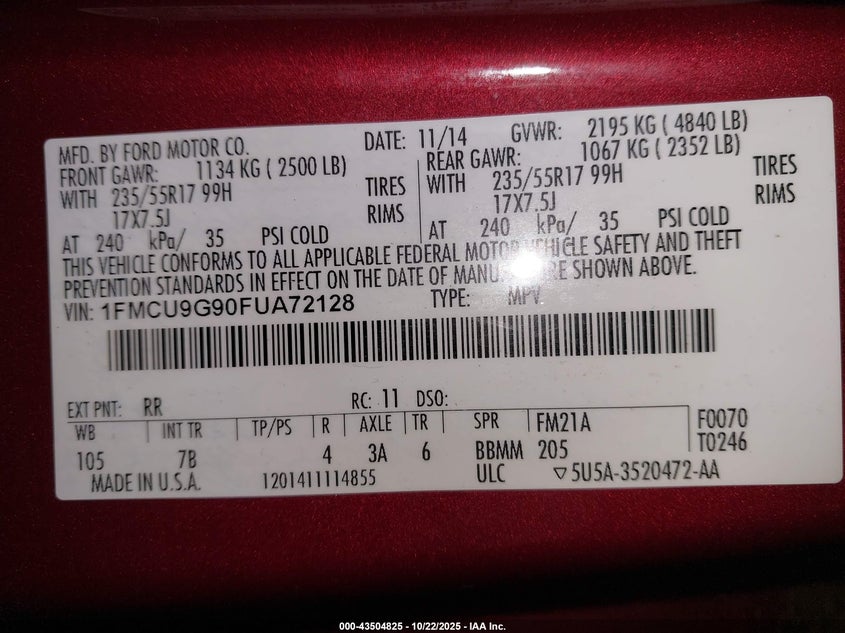 MFD. BY FORD MOTOR CO. DATE: 11/14 GVWR: 2195 KG ( 4840 LB)
FRONT GAWR: 1134 KG ( 2500 LB) REAR GAWR: 1067 KG ( 2352 LB)
WITH 235/55R17 99H TIRES WITH 235/55R17 99H TIRES
17X7.5J RIMS 17X7.5J RIMS
AT 240 kPa/ 35 PSI COLD AT 240 kPa/ 35 PSI COLD
THIS VEHICLE CONFORMS TO ALL APPLICABLE FEDERAL MOTOR VEHICLE SAFETY AND THEFT
PREVENTION STANDARDS IN EFFECT ON THE DATE OF MANUFACTURE SHOWN ABOVE.
VIN: 1FMCU9G90FUA72128 TYPE: MPV
EXT PNT: RR RC: 11 DSO:
WB INT TR TP/PS R AXLE TR SPR FM21A F0070
105 7B 4 3A 6 BBMM 205 T0246
MADE IN U.S.A. 1201411114855 ULC ▽5U5A-3520472-AA
000-43504825 - 10/22/2025 - IAA Inc.